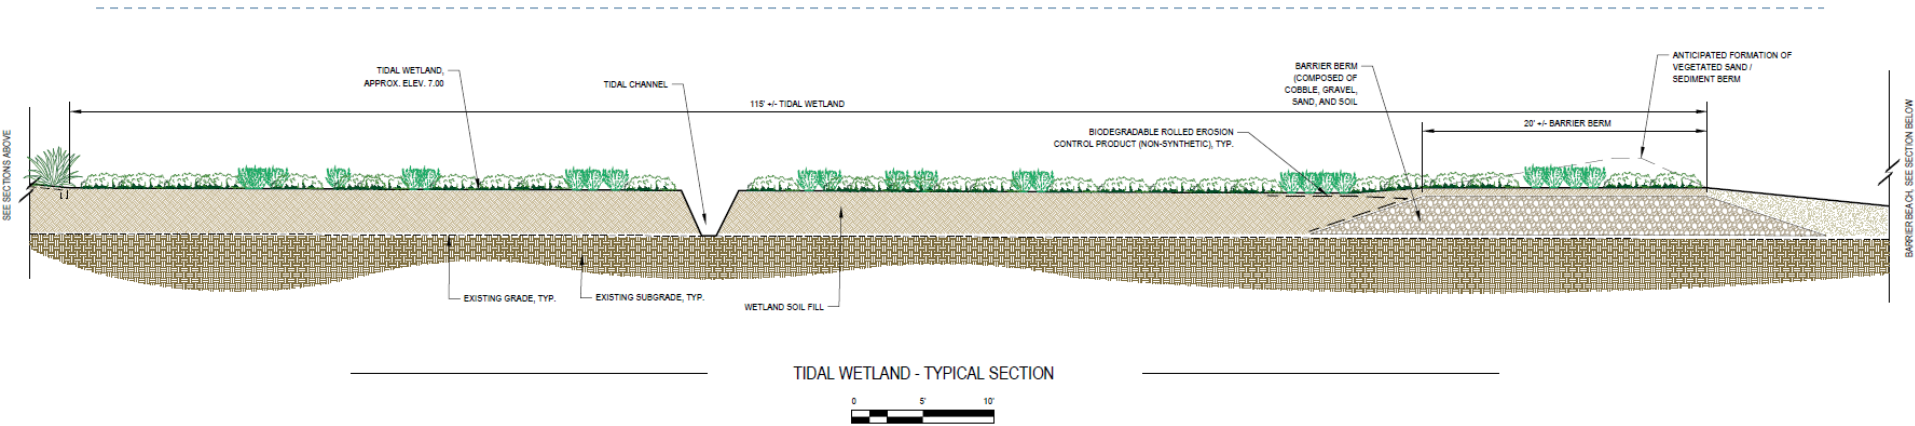 ANTICIPATED FORMATION OF
VEGETATED SAND /
SEDIMENT BERM
TIDAL WETLAND,
APPROX. ELEV. 7.00
TIDAL CHANNEL
BARRIER BERM
(COMPOSED OF
COBBLE, GRAVEL,
SAND, AND SOIL
115' +/- TIDAL WETLAND
20' +/- BARRIER BERM
BIODEGRADABLE ROLLED EROSION
CONTROL PRODUCT (NON-SYNTHETIC), TYP.
SEE SECTIONS ABOVE
BARRIER BEACH, SEE SECTION BELOW
EXISTING GRADE, TYP.
EXISTING SUBGRADE, TYP.
WETLAND SOIL FILL
TIDAL WETLAND - TYPICAL SECTION
0 5' 10'